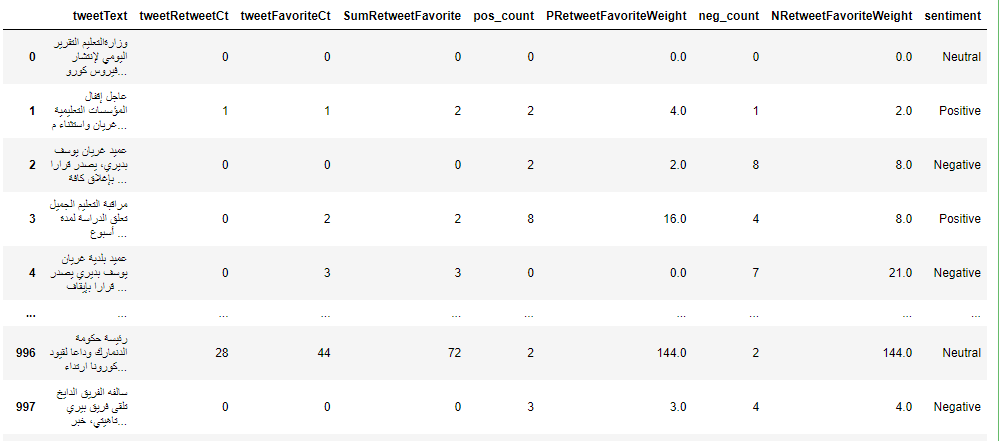 tweetText tweetRetweetCt tweetFavoriteCt SumRetweetFavorite pos_count PRetweetFavoriteWeight neg_count NRetweetFavoriteWeight sentiment
وزارةالتعليم التقرير
اليومي لإنتشار
فيروس كورو...
0 0 0 0 0 0.0 0 0.0 Neutral
عاجل إقفال
المؤسسات التعليمية
غريان واستثناء م...
1 1 1 2 2 4.0 1 2.0 Positive
عميد غريان يوسف
بديري، يصدر قرارا
بإغلاق كافة ...
2 0 0 0 2 2.0 8 8.0 Negative
مراقبة التعليم الجميل
تعلق الدراسة لمدة
أسبوع ...
3 0 2 2 8 16.0 4 8.0 Positive
عميد بلدية غريان
يوسف بديري يصدر
قرارا بإيقاف ...
4 0 3 3 0 0.0 7 21.0 Negative
... ... ... ... ... ... ... ... ... ...
رئيسة حكومة
الدنمارك وداعا لقيود
كورونا ارتداء...
996 28 44 72 2 144.0 2 144.0 Neutral
سالفه الفريق الدايخ
تلقى فريق بيري
تاهيتي، خبر...
997 0 0 0 3 3.0 4 4.0 Negative